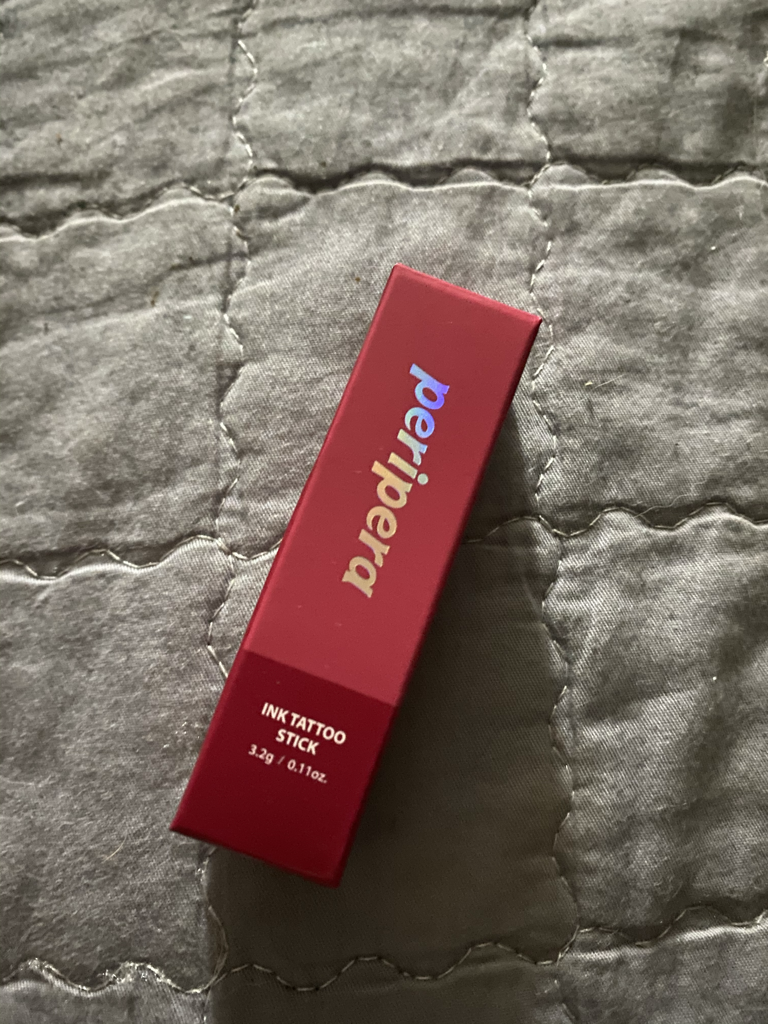 peripera
INK TATTOO
STICK
3.2g / 0.11oz.